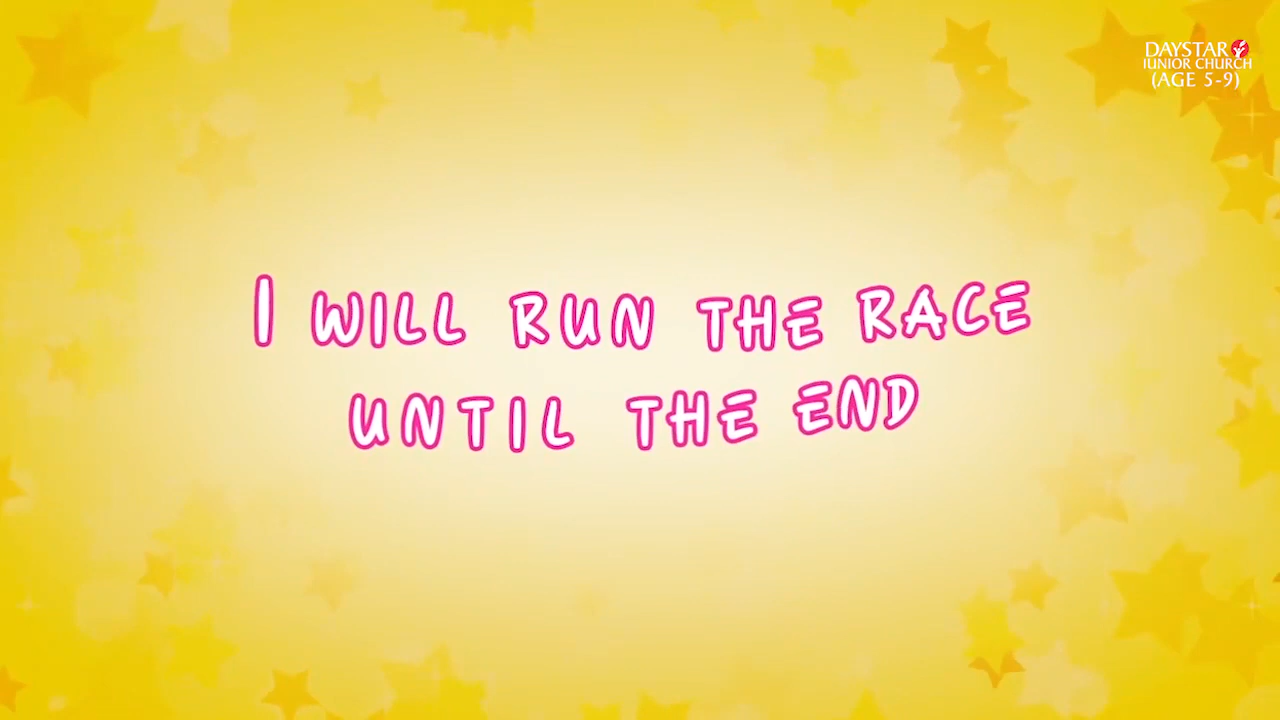 DAYSTAR
JUNIOR CHURCH
(AGE 5-9)
I WILL RUN THE RACE
UNTIL THE END